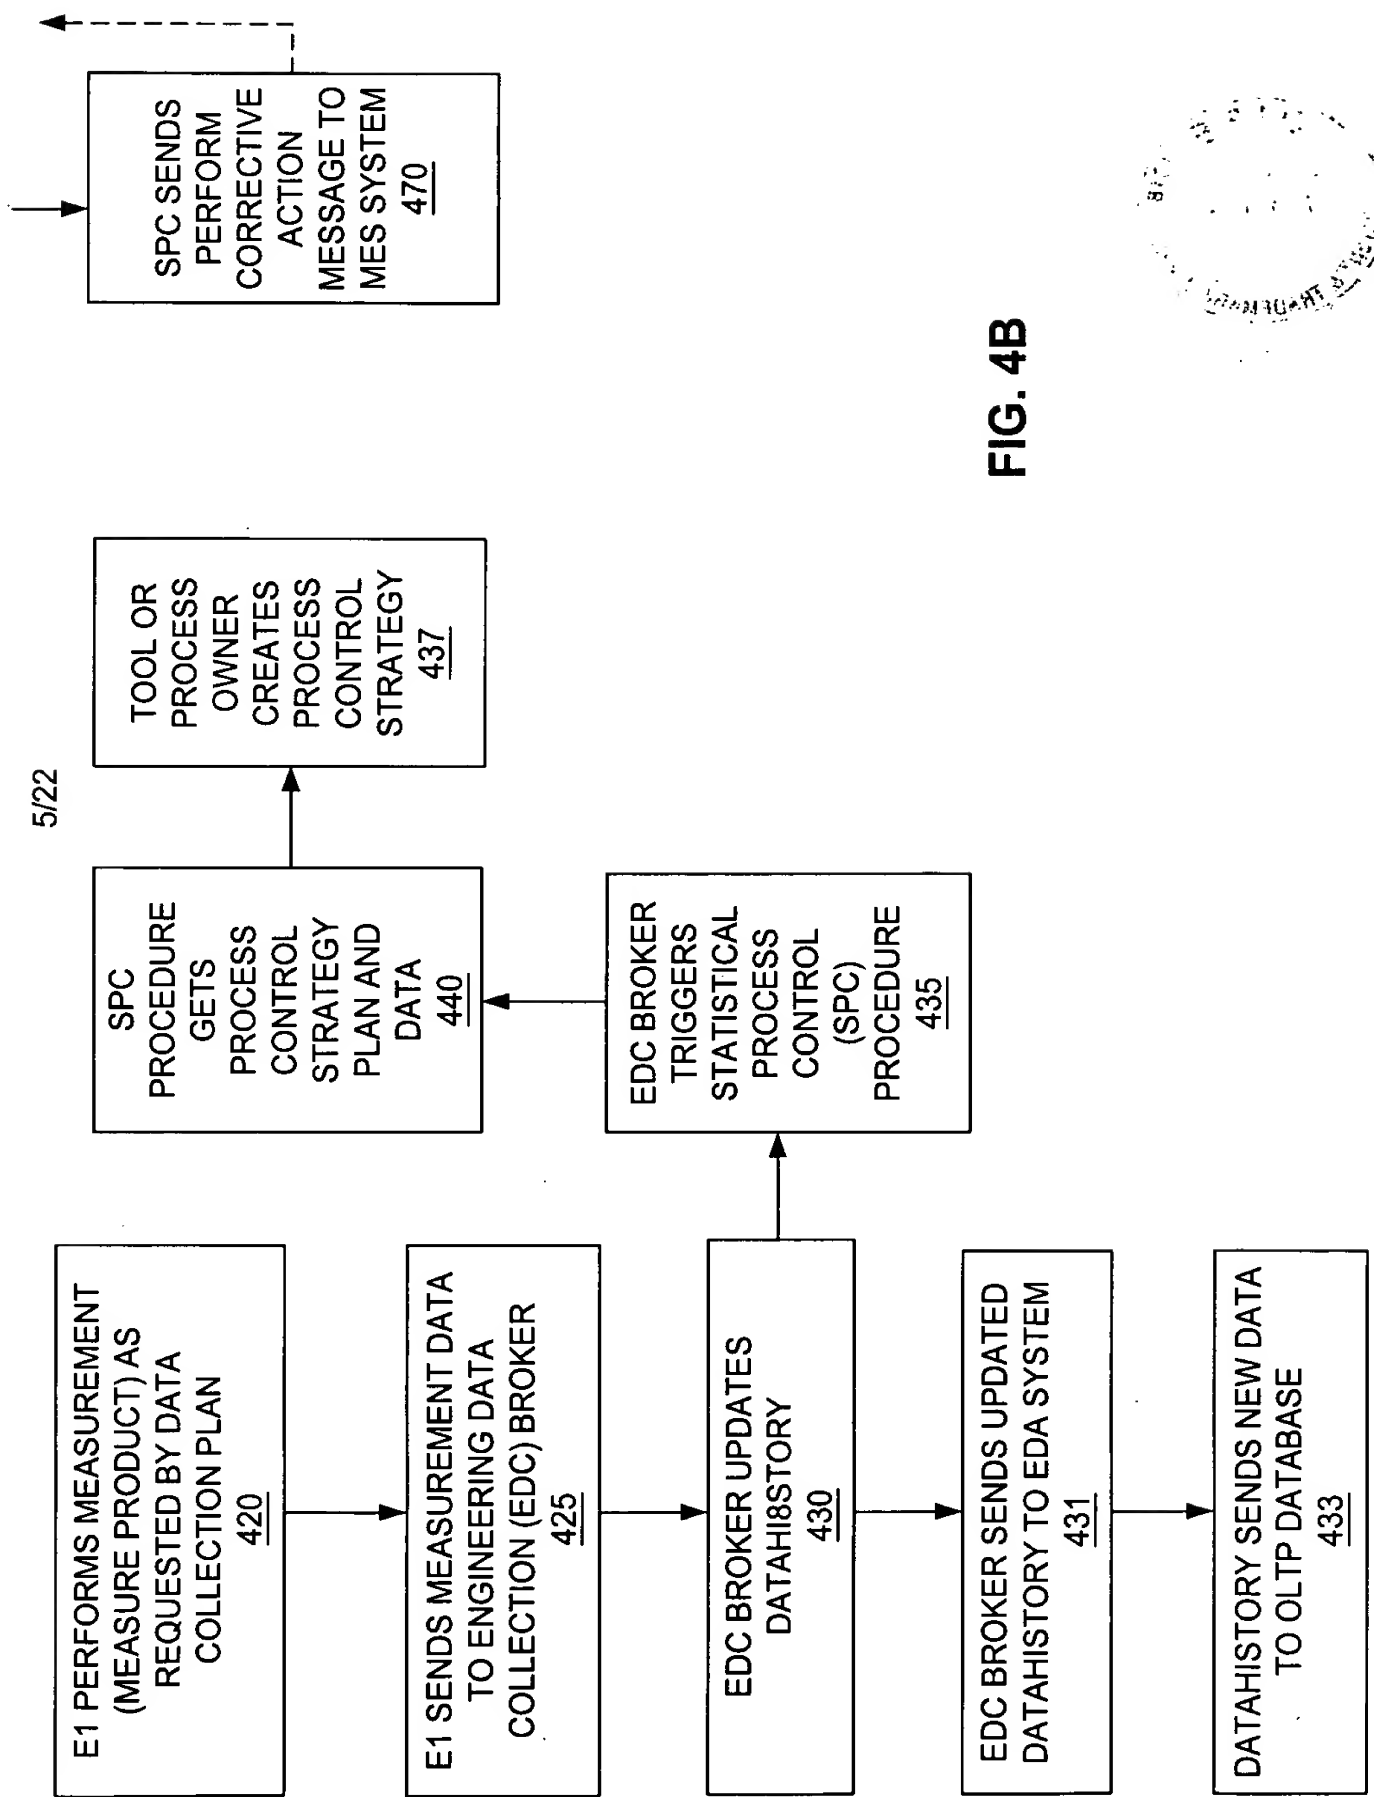 5/22
E1 PERFORMS MEASUREMENT
(MEASURE PRODUCT) AS
REQUESTED BY DATA
COLLECTION PLAN
420
E1 SENDS MEASUREMENT DATA
TO ENGINEERING DATA
COLLECTION (EDC) BROKER
425
EDC BROKER UPDATES
DATAHI8STORY
430
EDC BROKER SENDS UPDATED
DATAHISTORY TO EDA SYSTEM
431
DATAHISTORY SENDS NEW DATA
TO OLTP DATABASE
433
EDC BROKER
TRIGGERS
STATISTICAL
PROCESS
CONTROL
(SPC)
PROCEDURE
435
SPC
PROCEDURE
GETS
PROCESS
CONTROL
STRATEGY
PLAN AND
DATA
440
TOOL OR
PROCESS
OWNER
CREATES
PROCESS
CONTROL
STRATEGY
437
SPC SENDS
PERFORM
CORRECTIVE
ACTION
MESSAGE TO
MES SYSTEM
470
FIG. 4B